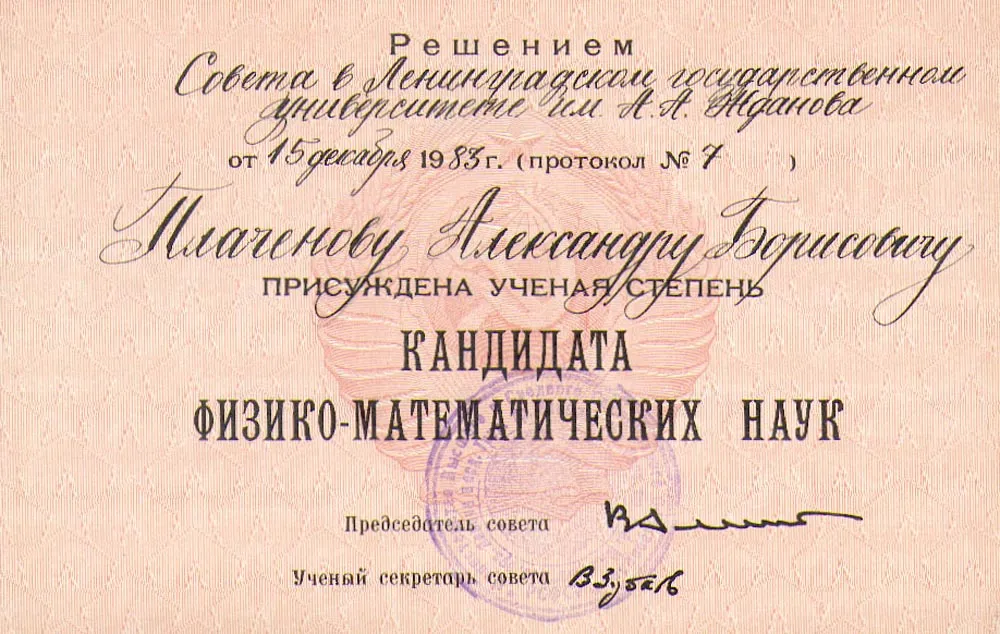 Решением
Совета в Ленинградском государственном
университете им. А. А. Жданова
от 15 декабря 1983 г. (протокол № 7 )
Плаченову Александру Борисовичу
ПРИСУЖДЕНА УЧЕНАЯ СТЕПЕНЬ
КАНДИДАТА
ФИЗИКО-МАТЕМАТИЧЕСКИХ НАУК
Председатель совета
Ученый секретарь совета